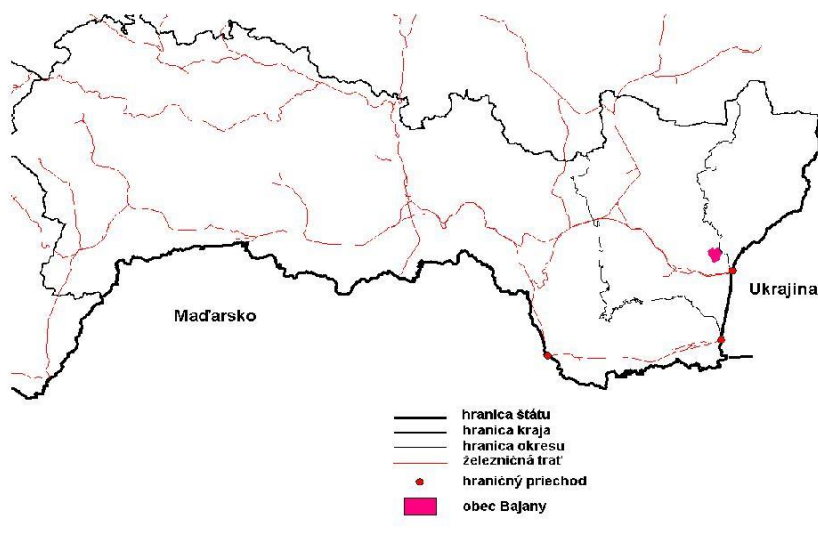 Ukrajina
Maďarsko
hranica štátu
hranica kraja
hranica okresu
železničná trať
hraničný priechod
obec Bajany